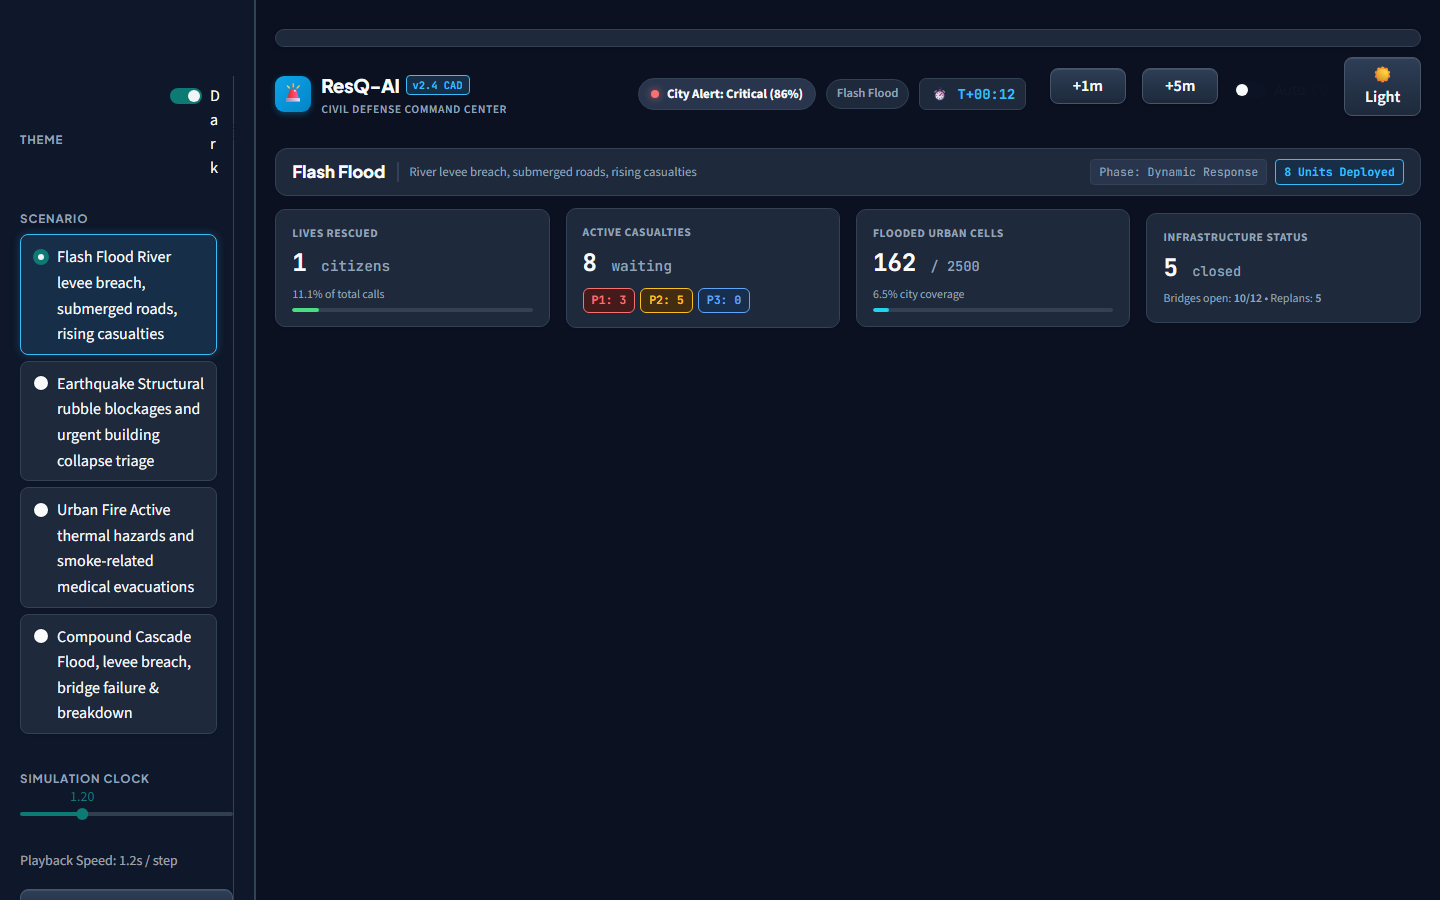 D
a
r
k
THEME
SCENARIO
Flash Flood River
levee breach,
submerged roads,
rising casualties
Earthquake Structural
rubble blockages and
urgent building
collapse triage
Urban Fire Active
thermal hazards and
smoke-related
medical evacuations
Compound Cascade
Flood, levee breach,
bridge failure &
breakdown
SIMULATION CLOCK
1.20
Playback Speed: 1.2s / step
ResQ-AI
v2.4 CAD
CIVIL DEFENSE COMMAND CENTER
City Alert: Critical (86%)
Flash Flood
T+00:12
+1m
+5m
Light
Flash Flood
River levee breach, submerged roads, rising casualties
Phase: Dynamic Response
8 Units Deployed
LIVES RESCUED
1 citizens
11.1% of total calls
ACTIVE CASUALTIES
8 waiting
P1: 3
P2: 5
P3: 0
FLOODED URBAN CELLS
162 / 2500
6.5% city coverage
INFRASTRUCTURE STATUS
5 closed
Bridges open: 10/12 • Replans: 5